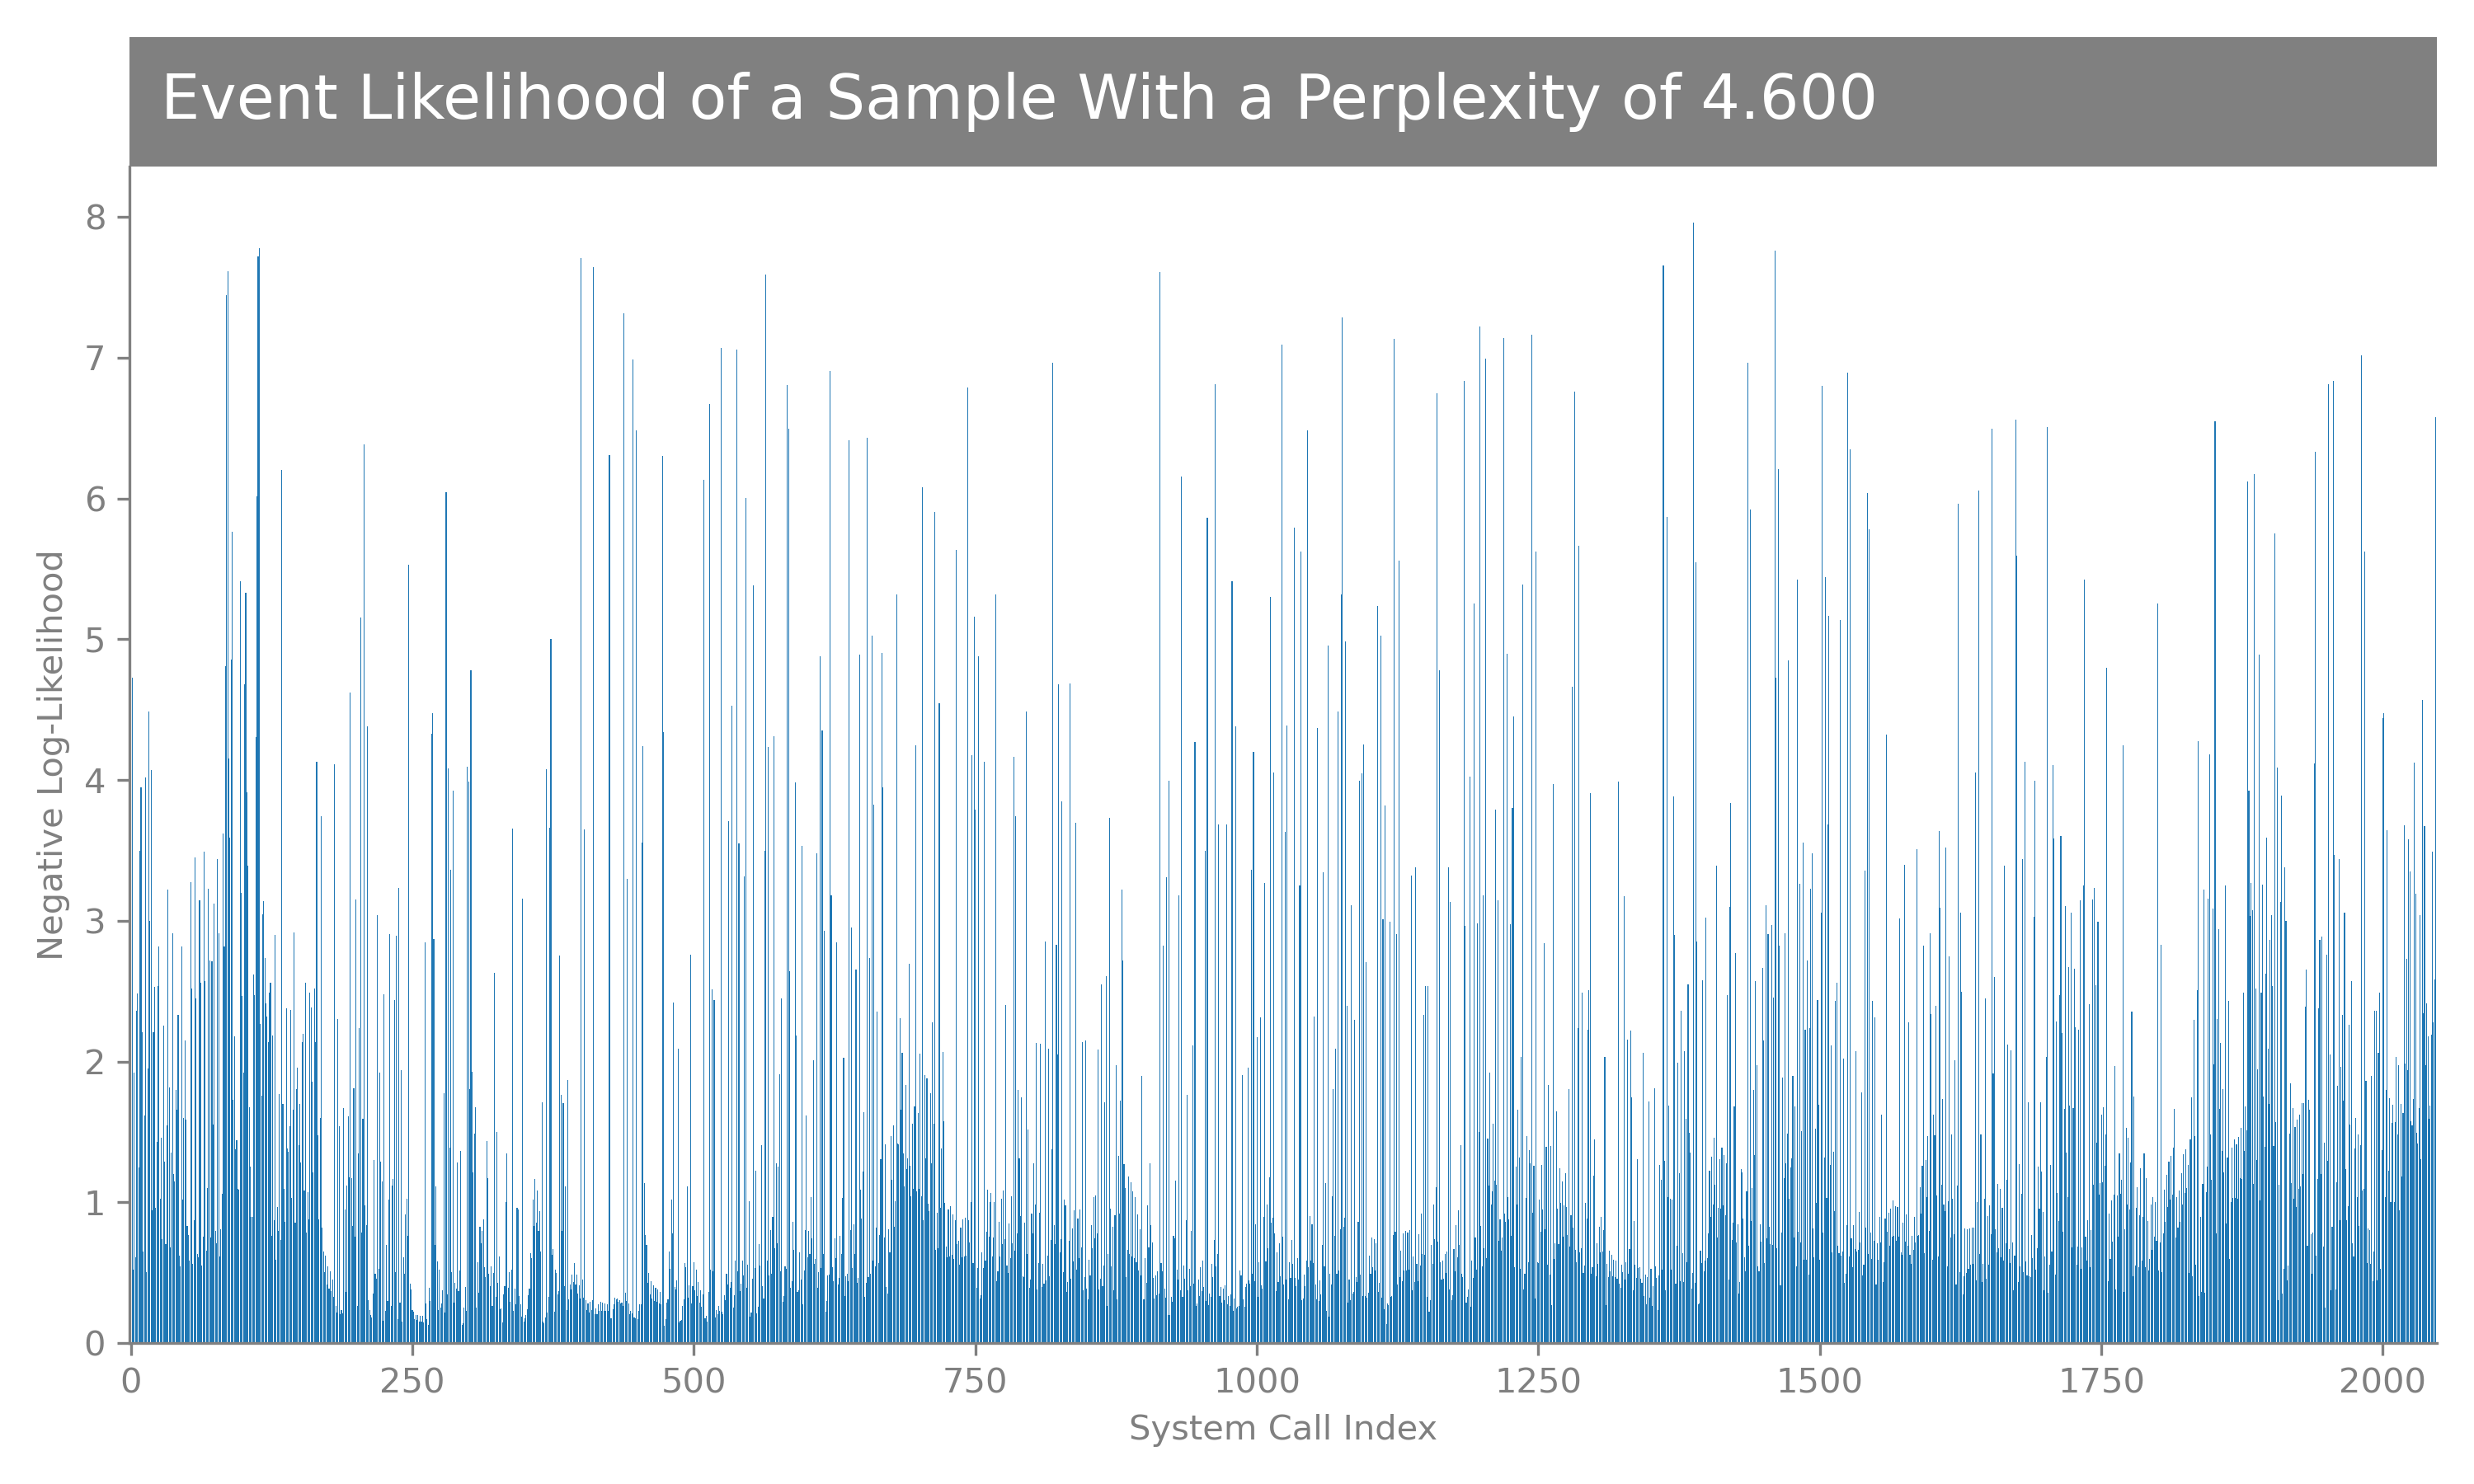 Event Likelihood of a Sample With a Perplexity of 4.600
8
7
6
5
4
3
2
1
0
Negative Log-Likelihood
0 250 500 750 1000 1250 1500 1750 2000
System Call Index